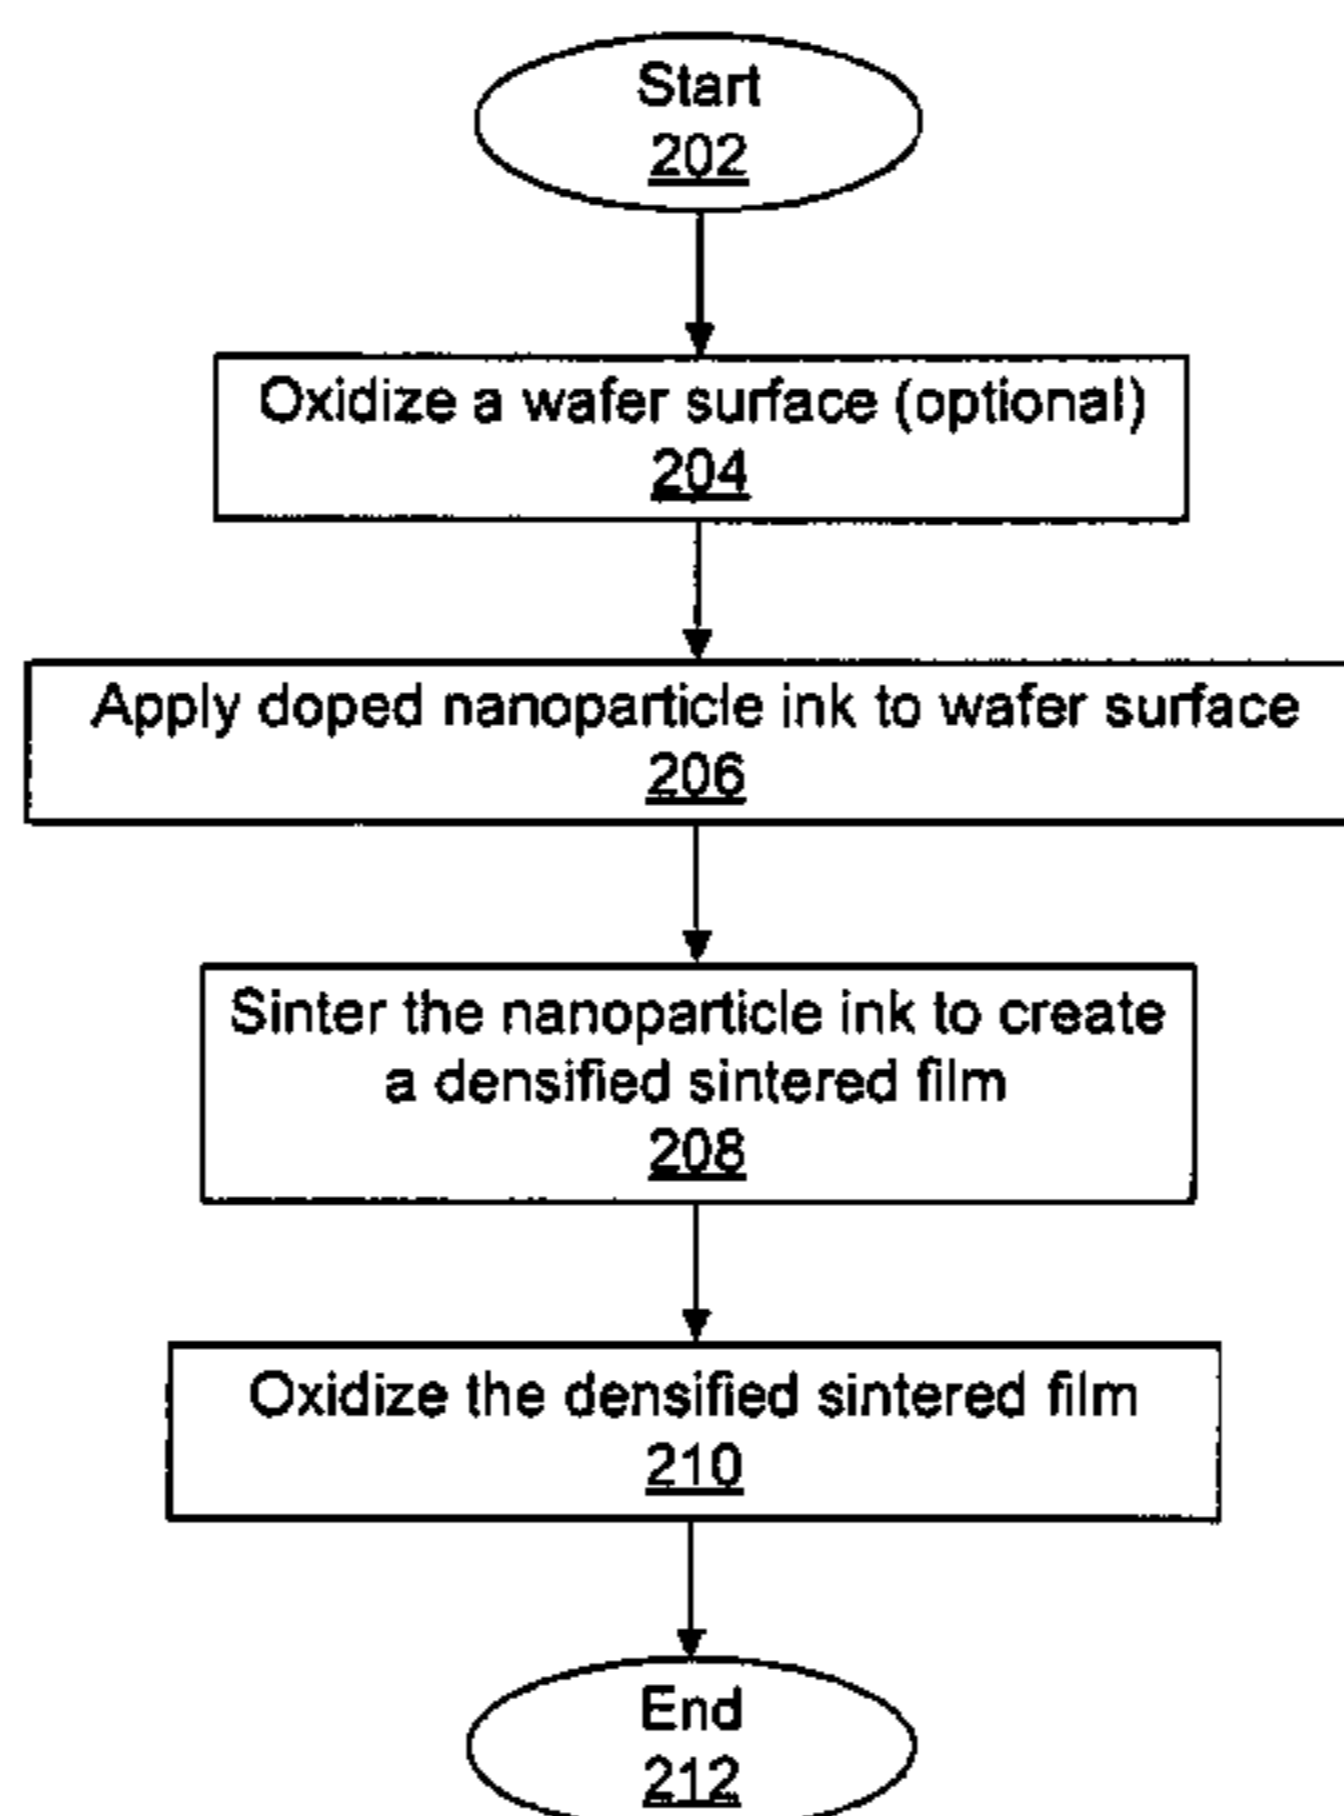 Start
202
Oxidize a wafer surface (optional)
204
Apply doped nanoparticle ink to wafer surface
206
Sinter the nanoparticle ink to create
a densified sintered film
208
Oxidize the densified sintered film
210
End
212